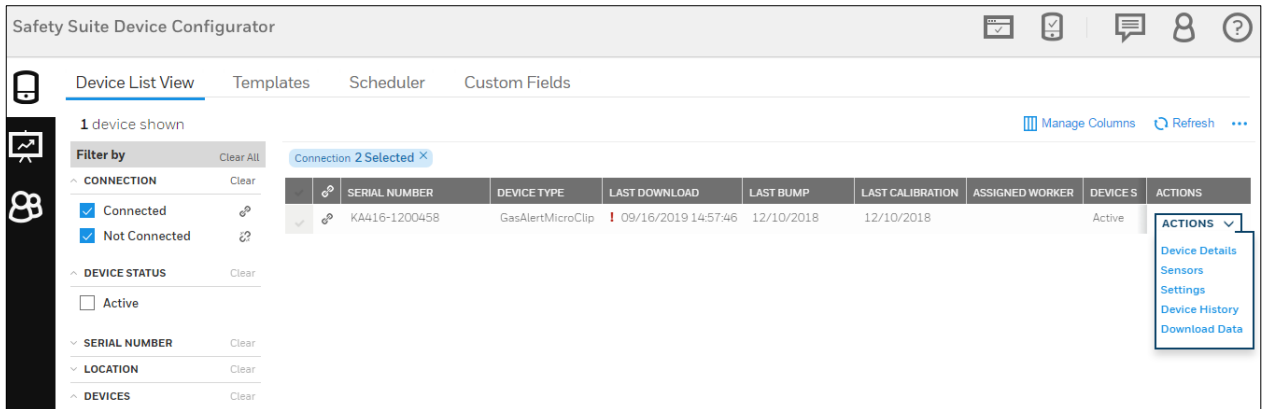 Safety Suite Device Configurator
Device List View Templates Scheduler Custom Fields
1 device shown
Manage Columns Refresh
Filter by Clear All
Connection 2 Selected ×
CONNECTION Clear
SERIAL NUMBER DEVICE TYPE LAST DOWNLOAD LAST BUMP LAST CALIBRATION ASSIGNED WORKER DEVICE S ACTIONS
Connected
KA416-1200458 GasAlertMicroClip ! 09/16/2019 14:57:46 12/10/2018 12/10/2018 Active
ACTIONS
Not Connected
Device Details
Sensors
Settings
Device History
Download Data
DEVICE STATUS Clear
Active
SERIAL NUMBER Clear
LOCATION Clear
DEVICES Clear